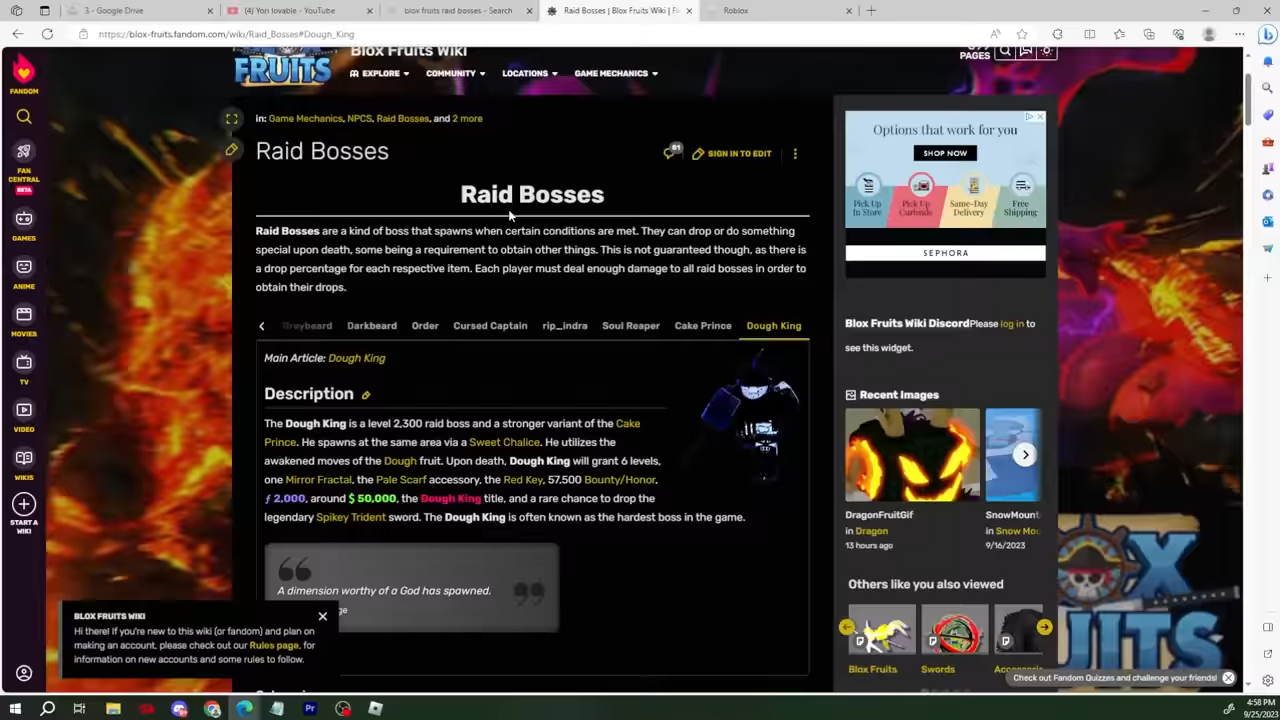 3 - Google Drive
(4) Yori lovable - YouTube
blox fruits raid bosses - Search
Raid Bosses | Blox Fruits Wiki | F
Roblox
https://blox-fruits.fandom.com/wiki/Raid_Bosses#Dough_King
Blox Fruits Wiki
FRUITS
PAGES
EXPLORE
COMMUNITY
LOCATIONS
GAME MECHANICS
FANDOM
FAN
CENTRAL
BETA
GAMES
ANIME
MOVIES
TV
VIDEO
WIKIS
START A
WIKI
in: Game Mechanics, NPCS, Raid Bosses, and 2 more
Raid Bosses
81
SIGN IN TO EDIT
Raid Bosses
Raid Bosses are a kind of boss that spawns when certain conditions are met. They can drop or do something
special upon death, some being a requirement to obtain other things. This is not guaranteed though, as there is
a drop percentage for each respective item. Each player must deal enough damage to all raid bosses in order to
obtain their drops.
Greybeard
Darkbeard
Order
Cursed Captain
rip_indra
Soul Reaper
Cake Prince
Dough King
Main Article: Dough King
Description
The Dough King is a level 2,300 raid boss and a stronger variant of the Cake
Prince. He spawns at the same area via a Sweet Chalice. He utilizes the
awakened moves of the Dough fruit. Upon death, Dough King will grant 6 levels,
one Mirror Fractal, the Pale Scarf accessory, the Red Key, 57,500 Bounty/Honor,
ƒ 2,000, around $ 50,000, the Dough King title, and a rare chance to drop the
legendary Spikey Trident sword. The Dough King is often known as the hardest boss in the game.
A dimension worthy of a God has spawned.
ge
BLOX FRUITS WIKI
Hi there! If you're new to this wiki (or fandom) and plan on
making an account, please check out our Rules page, for
information on new accounts and some rules to follow.
Options that work for you
SHOP NOW
Pick Up
In Store
Pick Up
Curbside
Same-Day
Delivery
Free
Shipping
SEPHORA
Blox Fruits Wiki DiscordPlease log in to
see this widget.
Recent Images
DragonFruitGif
in Dragon
13 hours ago
SnowMount
in Snow Mo
9/16/2023
Others like you also viewed
Blox Fruits
Swords
Acc
Check out Fandom Quizzes and challenge your friends!
OX
UITS
4:58 PM
9/25/2023